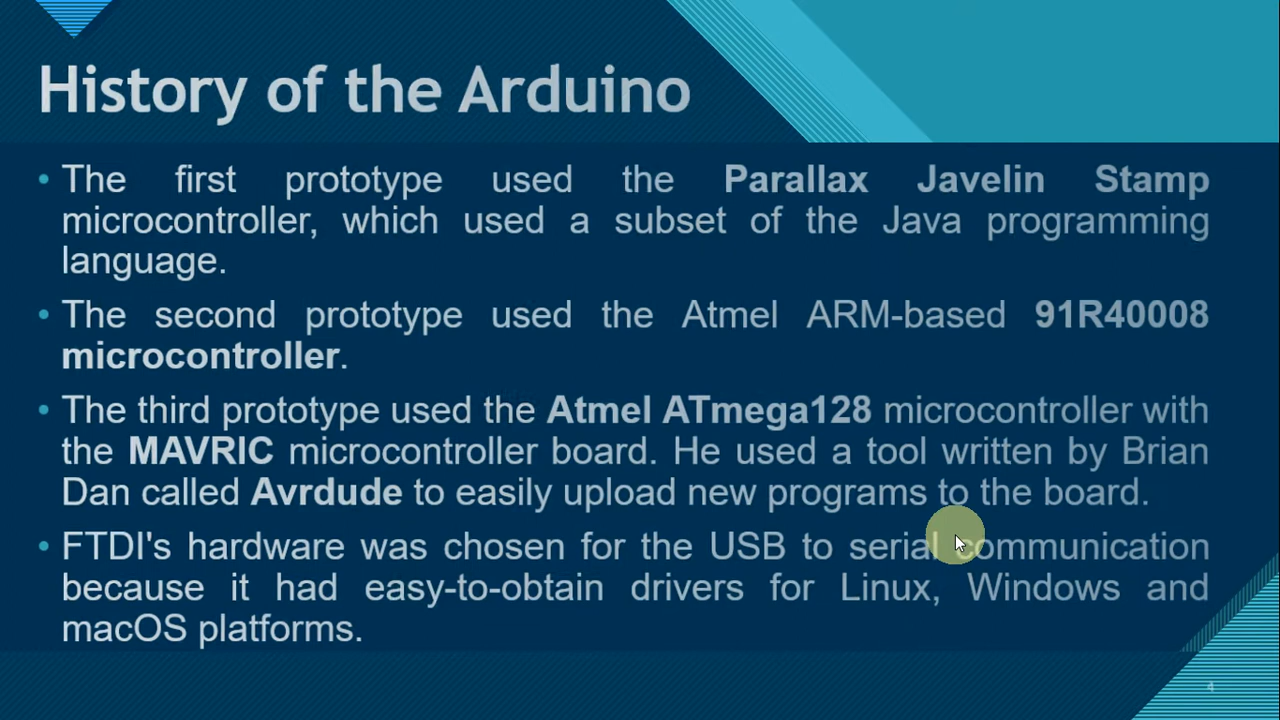 History of the Arduino
• The first prototype used the Parallax Javelin Stamp
microcontroller, which used a subset of the Java programming
language.
• The second prototype used the Atmel ARM-based 91R40008
microcontroller.
• The third prototype used the Atmel ATmega128 microcontroller with
the MAVRIC microcontroller board. He used a tool written by Brian
Dan called Avrdude to easily upload new programs to the board.
• FTDI's hardware was chosen for the USB to serial communication
because it had easy-to-obtain drivers for Linux, Windows and
macOS platforms.
4